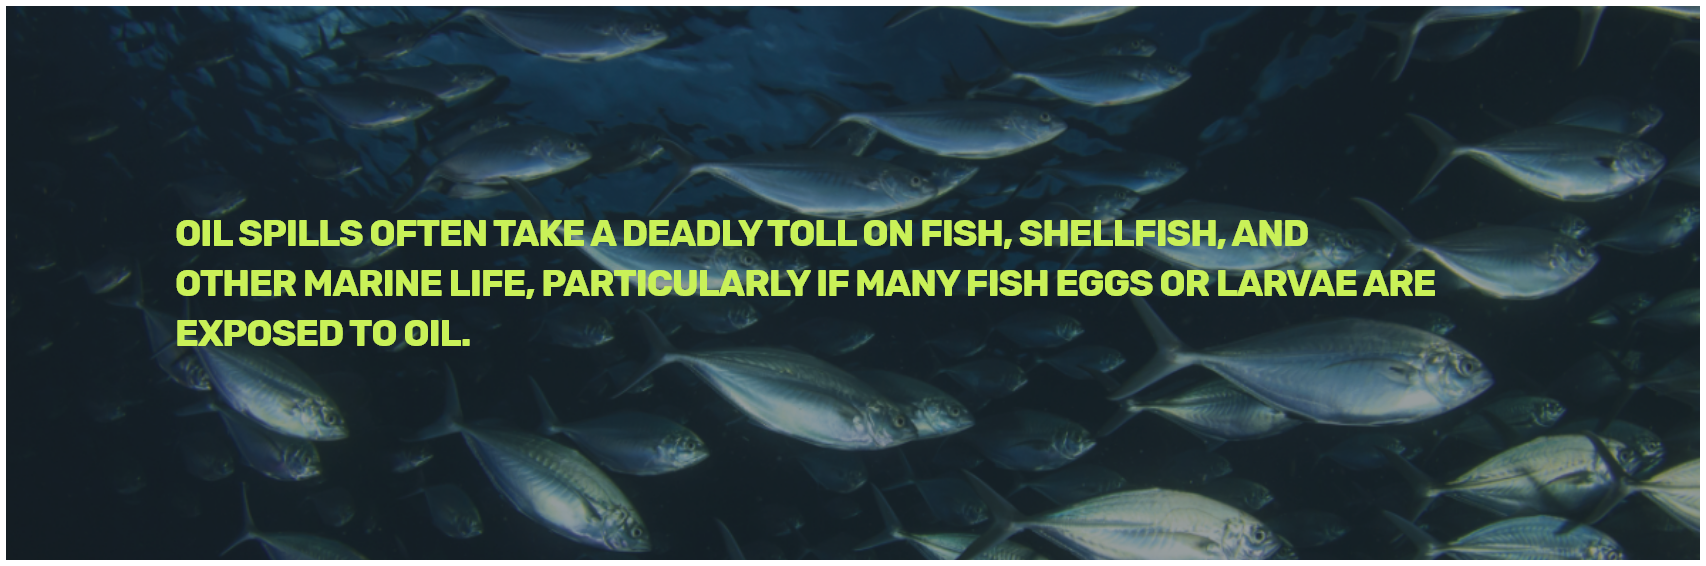 OIL SPILLS OFTEN TAKE A DEADLY TOLL ON FISH, SHELLFISH, AND
OTHER MARINE LIFE, PARTICULARLY IF MANY FISH EGGS OR LARVAE ARE
EXPOSED TO OIL.